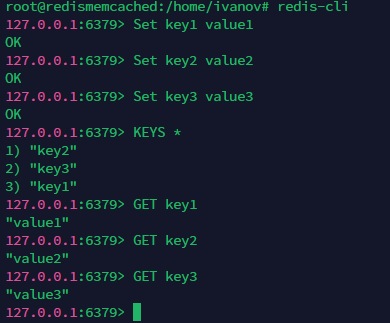 root@redismemcached:/home/ivanov# redis-cli
127.0.0.1:6379> Set key1 value1
OK
127.0.0.1:6379> Set key2 value2
OK
127.0.0.1:6379> Set key3 value3
OK
127.0.0.1:6379> KEYS *
1) "key2"
2) "key3"
3) "key1"
127.0.0.1:6379> GET key1
"value1"
127.0.0.1:6379> GET key2
"value2"
127.0.0.1:6379> GET key3
"value3"
127.0.0.1:6379>